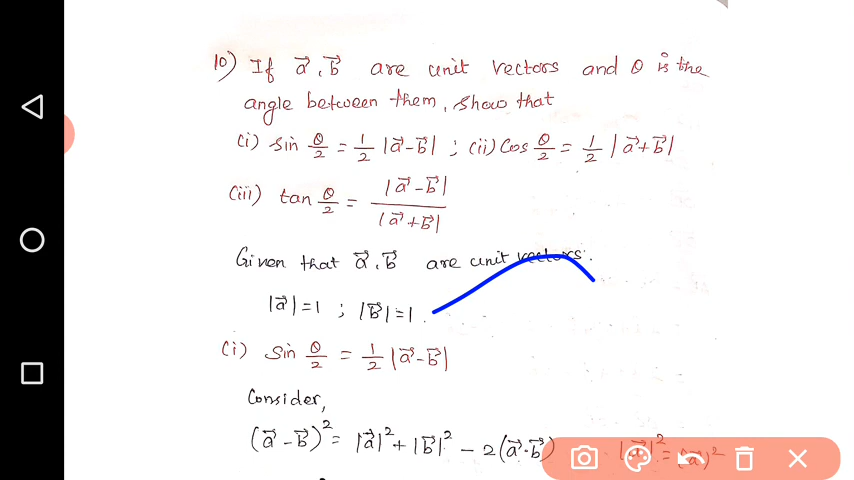 10) If a⃗, b⃗ are unit vectors and θ is the
angle between them, show that
(i) sin θ/2 = 1/2 |a⃗-b⃗| ; (ii) Cos θ/2 = 1/2 |a⃗+b⃗|
(iii) tan θ/2 = |a⃗-b⃗| / |a⃗+b⃗|
Given that a⃗, b⃗ are unit vectors.
|a⃗|=1 ; |b⃗|=1.
(i) sin θ/2 = 1/2 |a⃗-b⃗|
Consider,
(a⃗-b⃗)² = |a⃗|² + |b⃗|² - 2(a⃗·b⃗) |a⃗|² = (a⃗)²